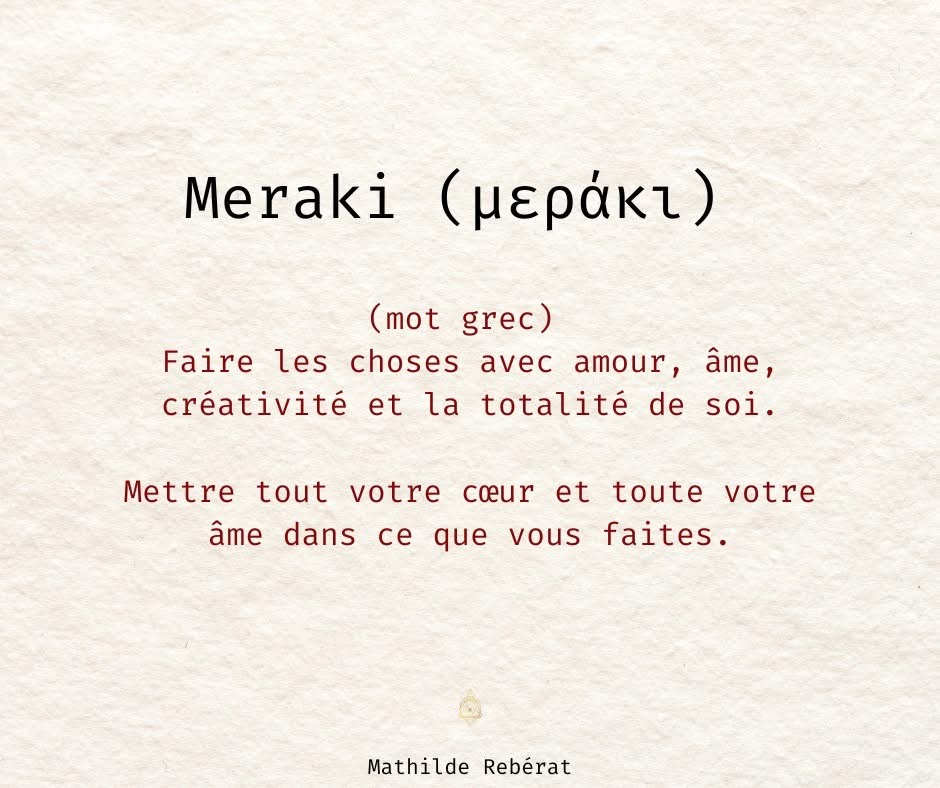 Meraki (μεράκι)
(mot grec)
Faire les choses avec amour, âme,
créativité et la totalité de soi.
Mettre tout votre cœur et toute votre
âme dans ce que vous faites.
Mathilde Rebérat